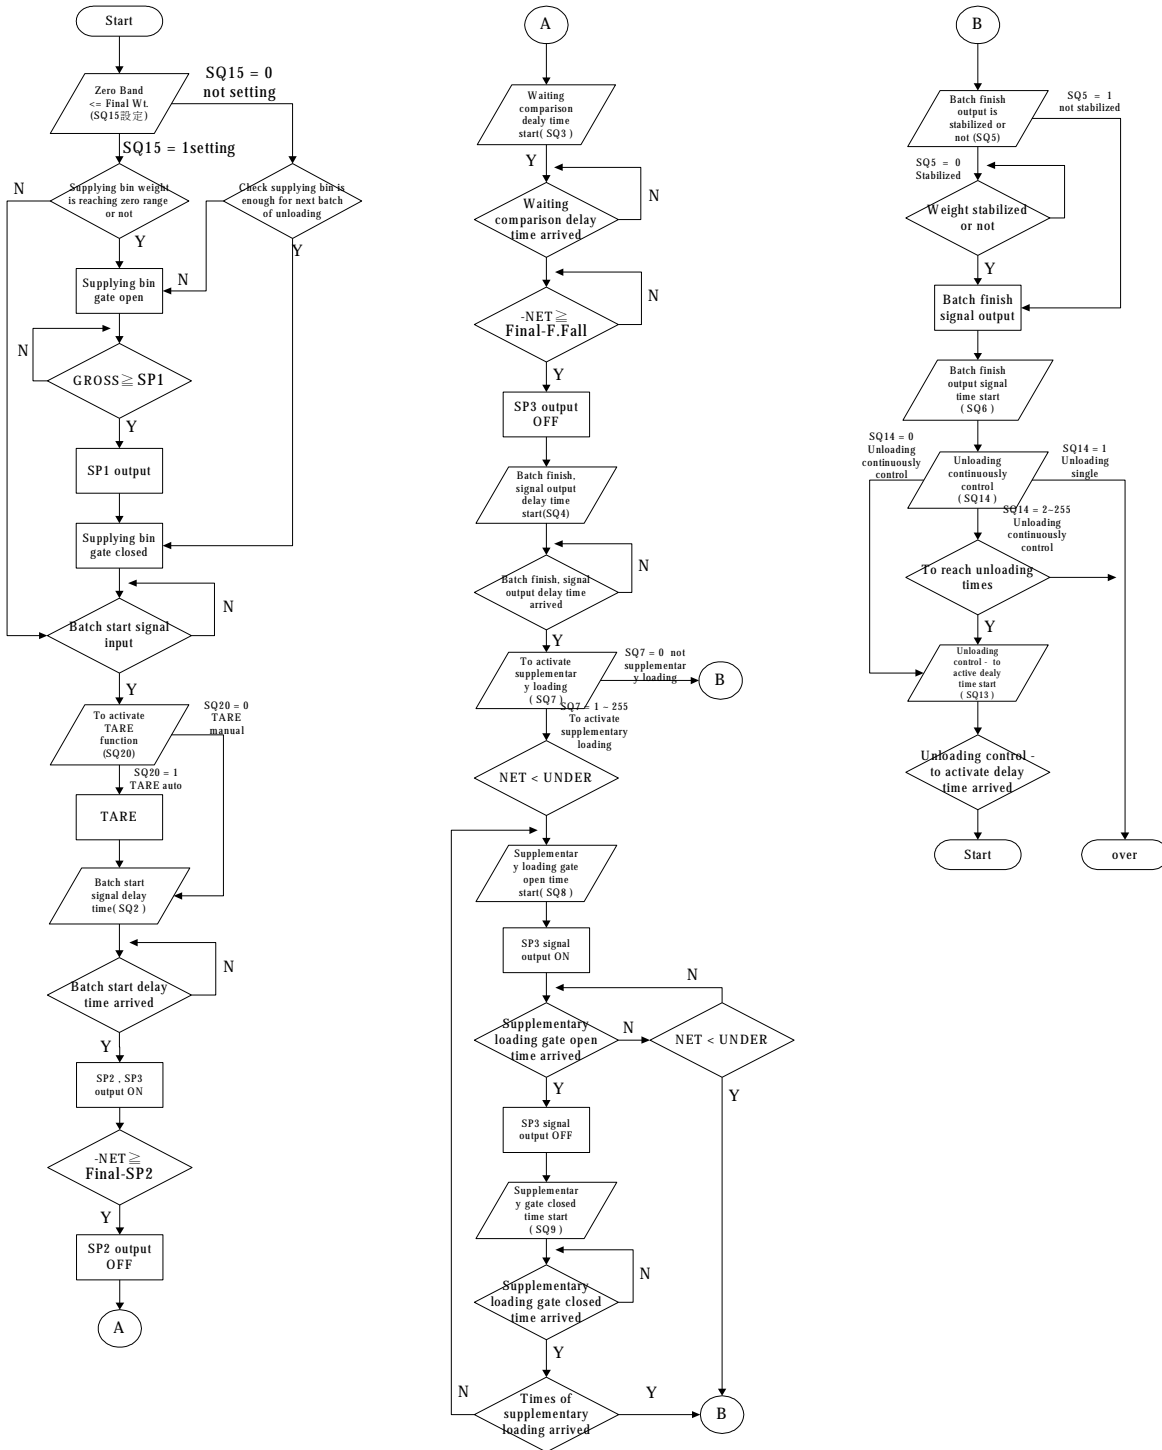 Start
Zero Band
<= Final Wt.
(SQ15設定)
SQ15 = 0
not setting
SQ15 = 1setting
N
Supplying bin weight
is reaching zero range
or not
Check supplying bin is
enough for next batch
of unloading
Y
Y
Supplying bin
gate open
N
N
GROSS≧SP1
Y
SP1 output
Supplying bin
gate closed
N
Batch start signal
input
Y
To activate
TARE
function
(SQ20)
SQ20 = 0
TARE
manual
SQ20 = 1
TARE auto
TARE
Batch start
signal delay
time( SQ2 )
N
Batch start delay
time arrived
Y
SP2 , SP3
output ON
-NET≧
Final-SP2
Y
SP2 output
OFF
A
A
Waiting
comparison
dealy time
start( SQ3 )
Y
N
Waiting
comparison delay
time arrived
N
-NET≧
Final-F.Fall
Y
SP3 output
OFF
Batch finish,
signal output
delay time
start(SQ4)
N
Batch finish, signal
output delay time
arrived
Y
To activate
supplementar
y loading
( SQ7 )
SQ7 = 0 not
supplementar
y loading
B
SQ7 = 1 ~ 255
To activate
supplementary
loading
NET < UNDER
Supplementar
y loading gate
open time
start( SQ8 )
SP3 signal
output ON
N
Supplementary
loading gate open
time arrived
N
NET < UNDER
Y
Y
SP3 signal
output OFF
Supplementar
y gate closed
time start
( SQ9 )
N
Supplementary
loading gate closed
time arrived
Y
N
Times of
supplementary
loading arrived
Y
B
B
Batch finish
output is
stabilized or
not (SQ5)
SQ5 = 1
not stabilized
SQ5 = 0
Stabilized
Weight stabilized
or not
Y
Batch finish
signal output
Batch finish
output signal
time start
( SQ6 )
SQ14 = 0
Unloading
continuously
control
Unloading
continuously
control
( SQ14 )
SQ14 = 1
Unloading
single
SQ14 = 2~255
Unloading
continuously
control
To reach unloading
times
Y
Unloading
control - to
active dealy
time start
( SQ13 )
Unloading control -
to activate delay
time arrived
Start
over